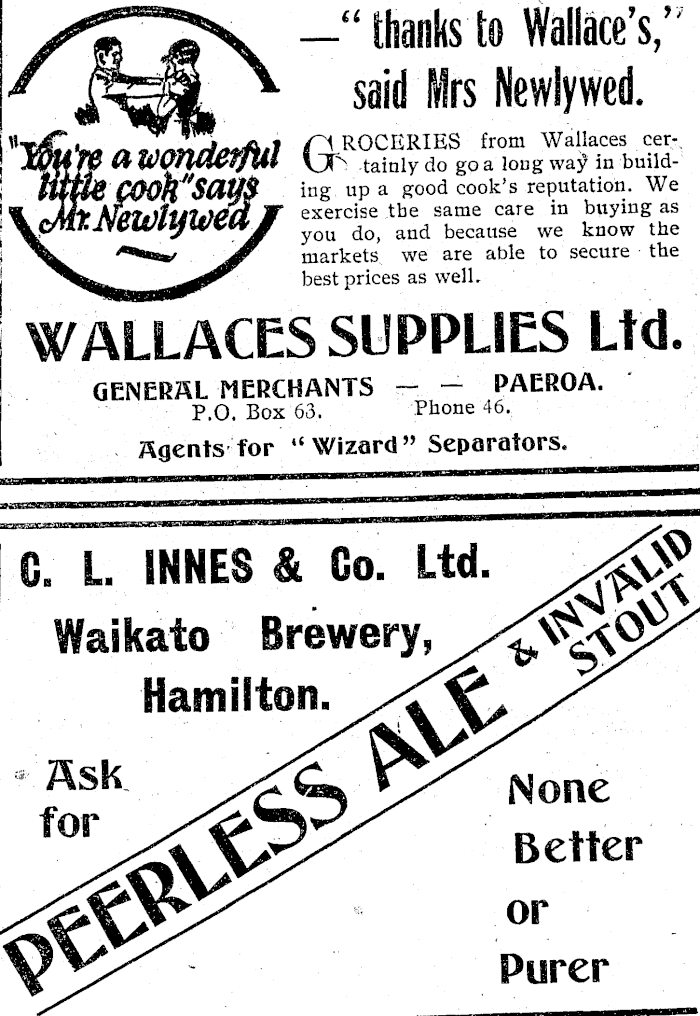 "You're a wonderful
little cook" says
Mr. Newlywed
—“ thanks to Wallace's,”
said Mrs Newlywed.
GROCERIES from Wallaces cer-
tainly do go a long way in build-
ing up a good cook's reputation. We
exercise the same care in buying as
you do, and because we know the
markets we are able to secure the
best prices as well.
WALLACES SUPPLIES Ltd.
GENERAL MERCHANTS — — PAEROA.
P.O. Box 63. Phone 46.
Agents for “Wizard” Separators.
C. L. INNES & Co. Ltd.
Waikato Brewery,
Hamilton.
Ask
for
PEERLESS ALE & INVALID
STOUT
None
Better
or
Purer